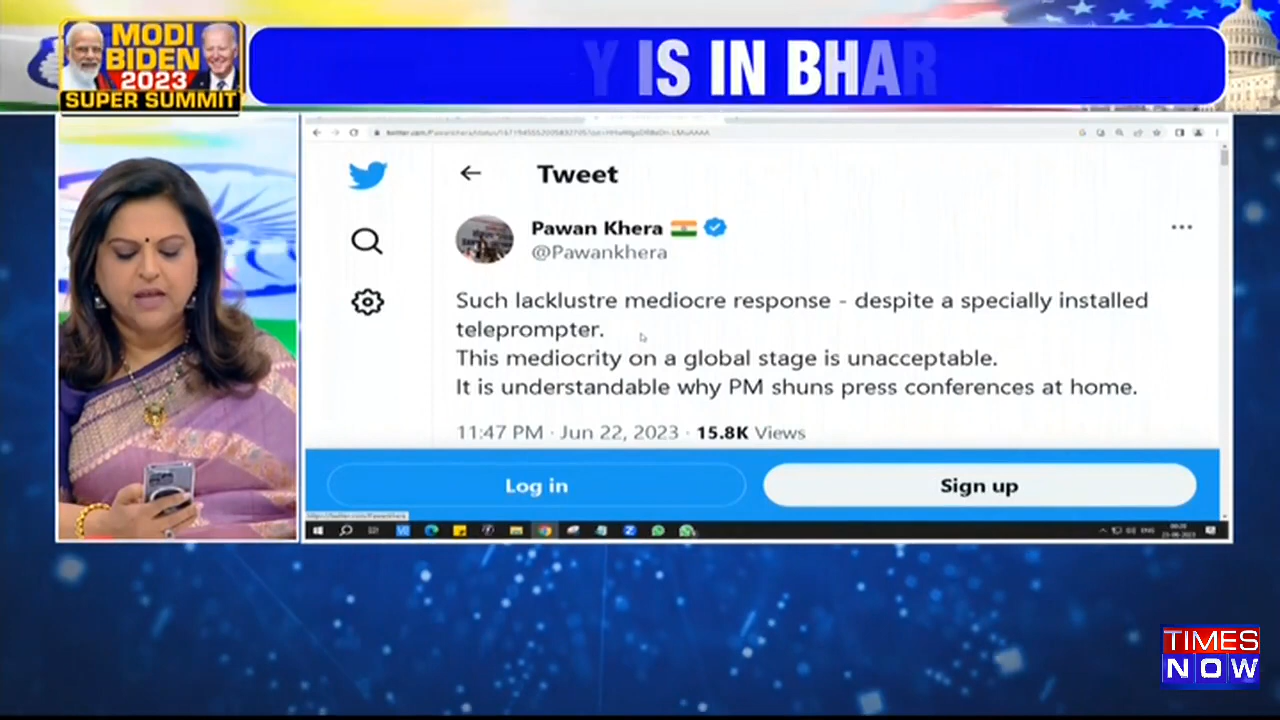 MODI
BIDEN
2023
SUPER SUMMIT
Y IS IN BHAR
Tweet
Pawan Khera
@Pawankhera
Such lacklustre mediocre response - despite a specially installed
teleprompter.
This mediocrity on a global stage is unacceptable.
It is understandable why PM shuns press conferences at home.
11:47 PM · Jun 22, 2023 · 15.8K Views
Log in
Sign up
TIMES
NOW